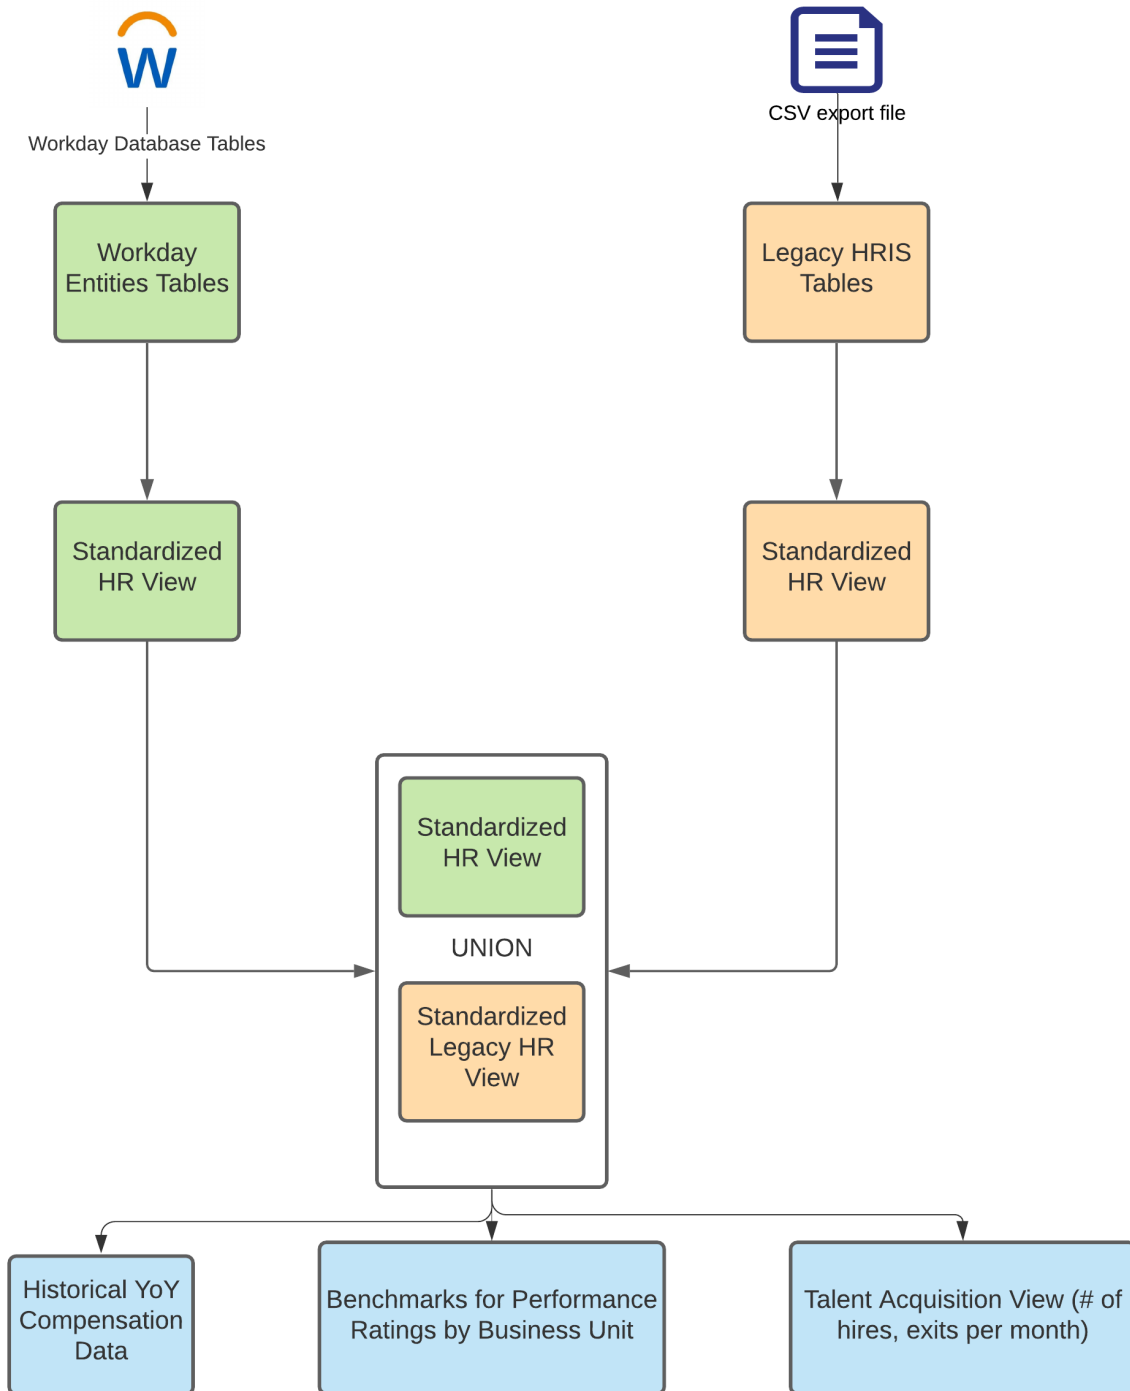 W
Workday Database Tables
CSV export file
Workday
Entities Tables
Legacy HRIS
Tables
Standardized
HR View
Standardized
HR View
Standardized
HR View
UNION
Standardized
Legacy HR
View
Historical YoY
Compensation
Data
Benchmarks for Performance
Ratings by Business Unit
Talent Acquisition View (# of
hires, exits per month)